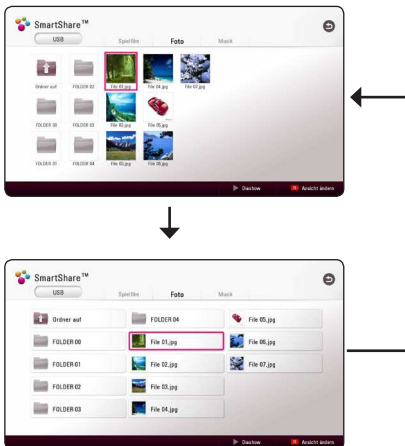 SmartShare™
USB
Spielfilm Foto Musik
Ordner auf FOLDER 02 File 01.jpg File 04.jpg File 07.jpg
FOLDER 00 FOLDER 03 File 02.jpg File 05.jpg
FOLDER 01 FOLDER 04 File 03.jpg File 06.jpg
Diashow Ansicht ändern
SmartShare™
USB
Spielfilm Foto Musik
Ordner auf FOLDER 04 File 05.jpg
FOLDER 00 File 01.jpg File 06.jpg
FOLDER 01 File 02.jpg File 07.jpg
FOLDER 02 File 03.jpg
FOLDER 03 File 04.jpg
Diashow Ansicht ändern